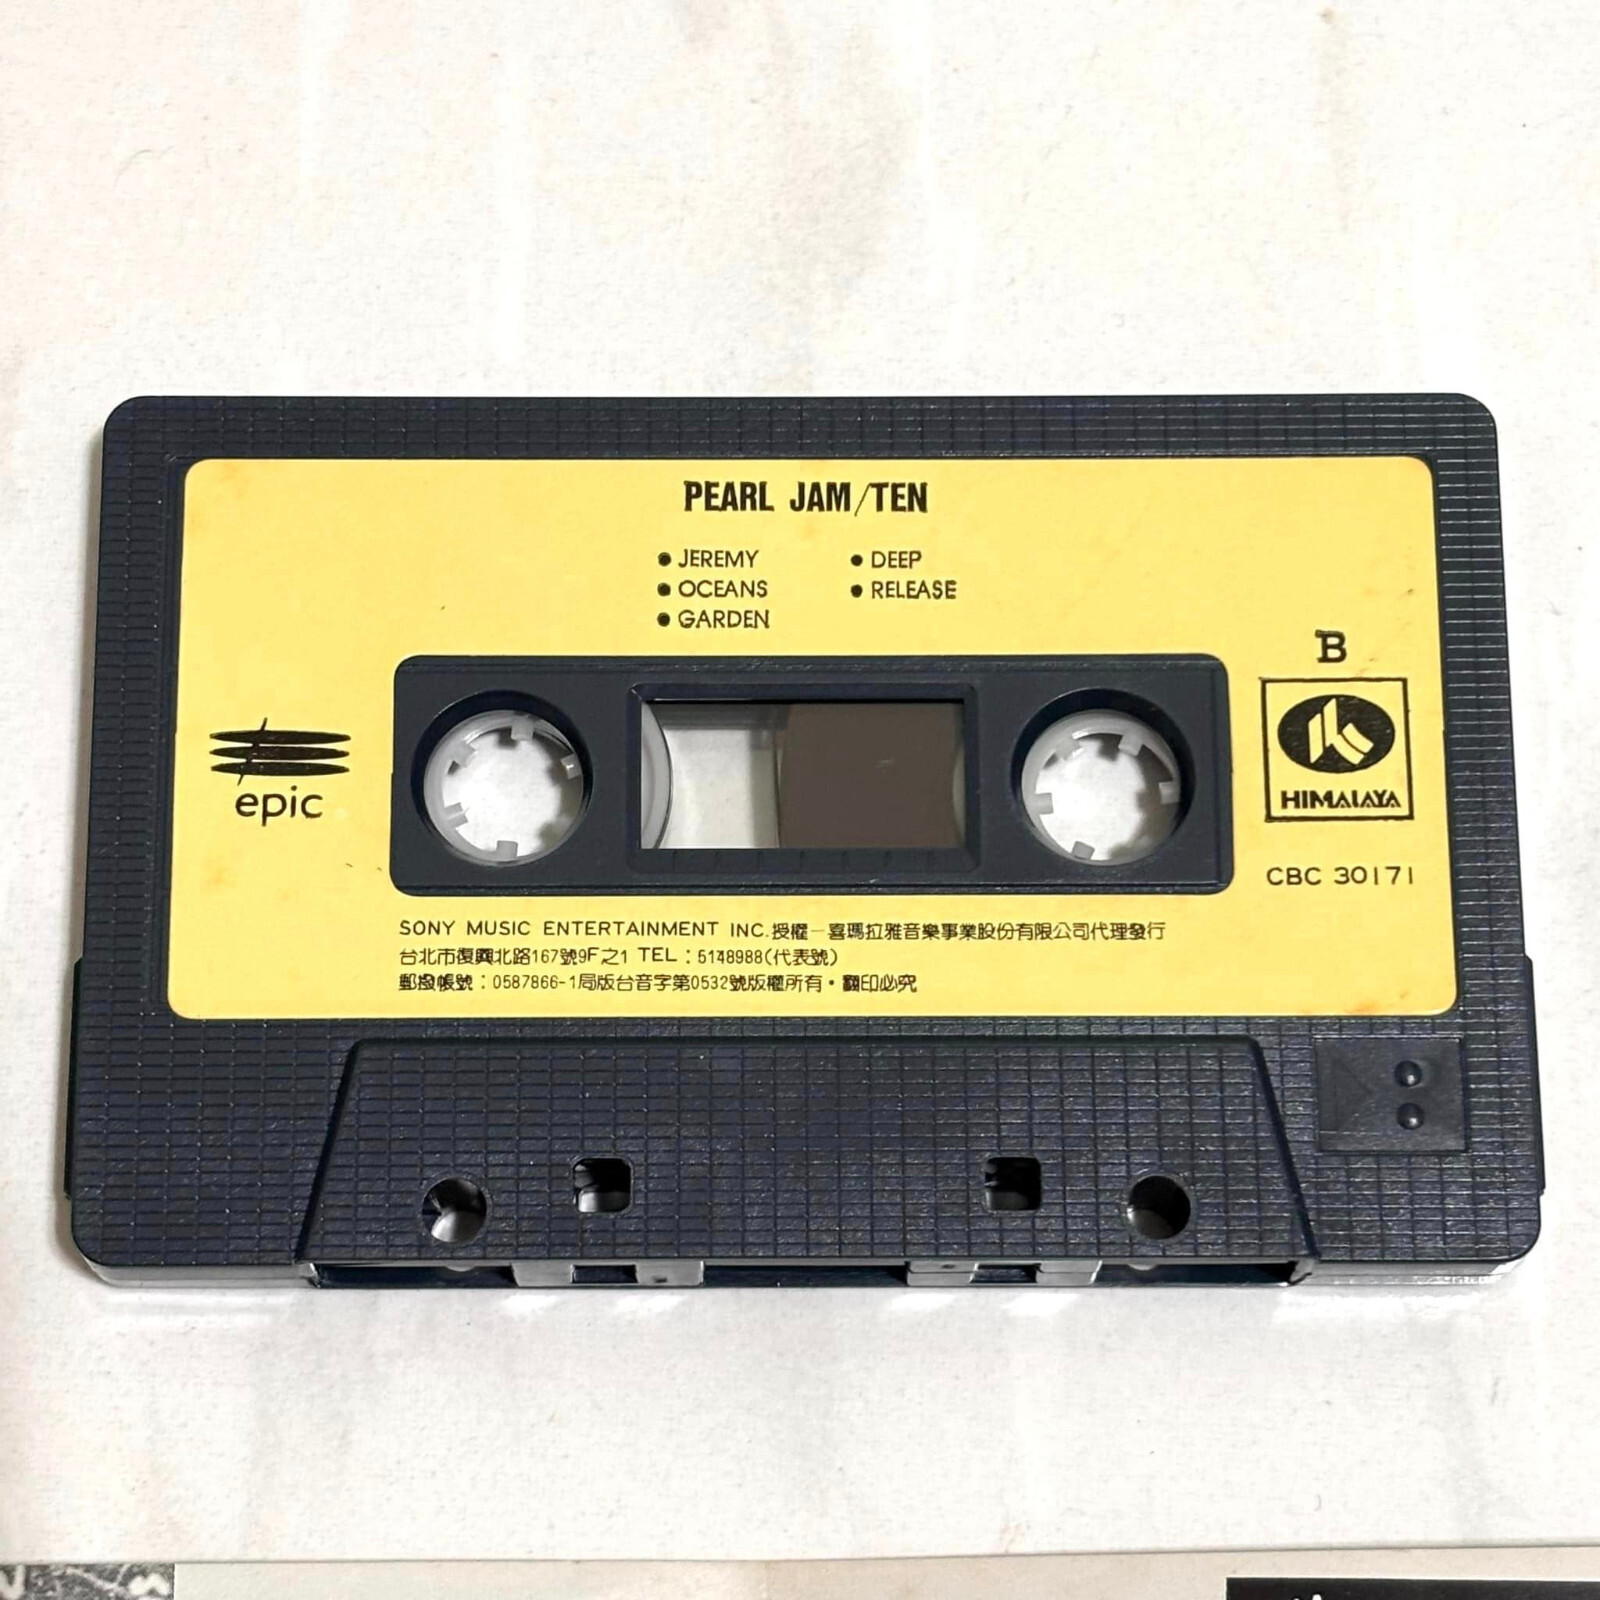 PEARL JAM/TEN
● JEREMY
● OCEANS
● GARDEN
● DEEP
● RELEASE
B
HIMALAYA
epic
CBC 30171
SONY MUSIC ENTERTAINMENT INC.授權—喜瑪拉雅音樂事業股份有限公司代理發行
台北市復興北路167號9F之1 TEL：5148988(代表號)
郵撥帳號：0587866-1局版台音字第0532號版權所有・翻印必究